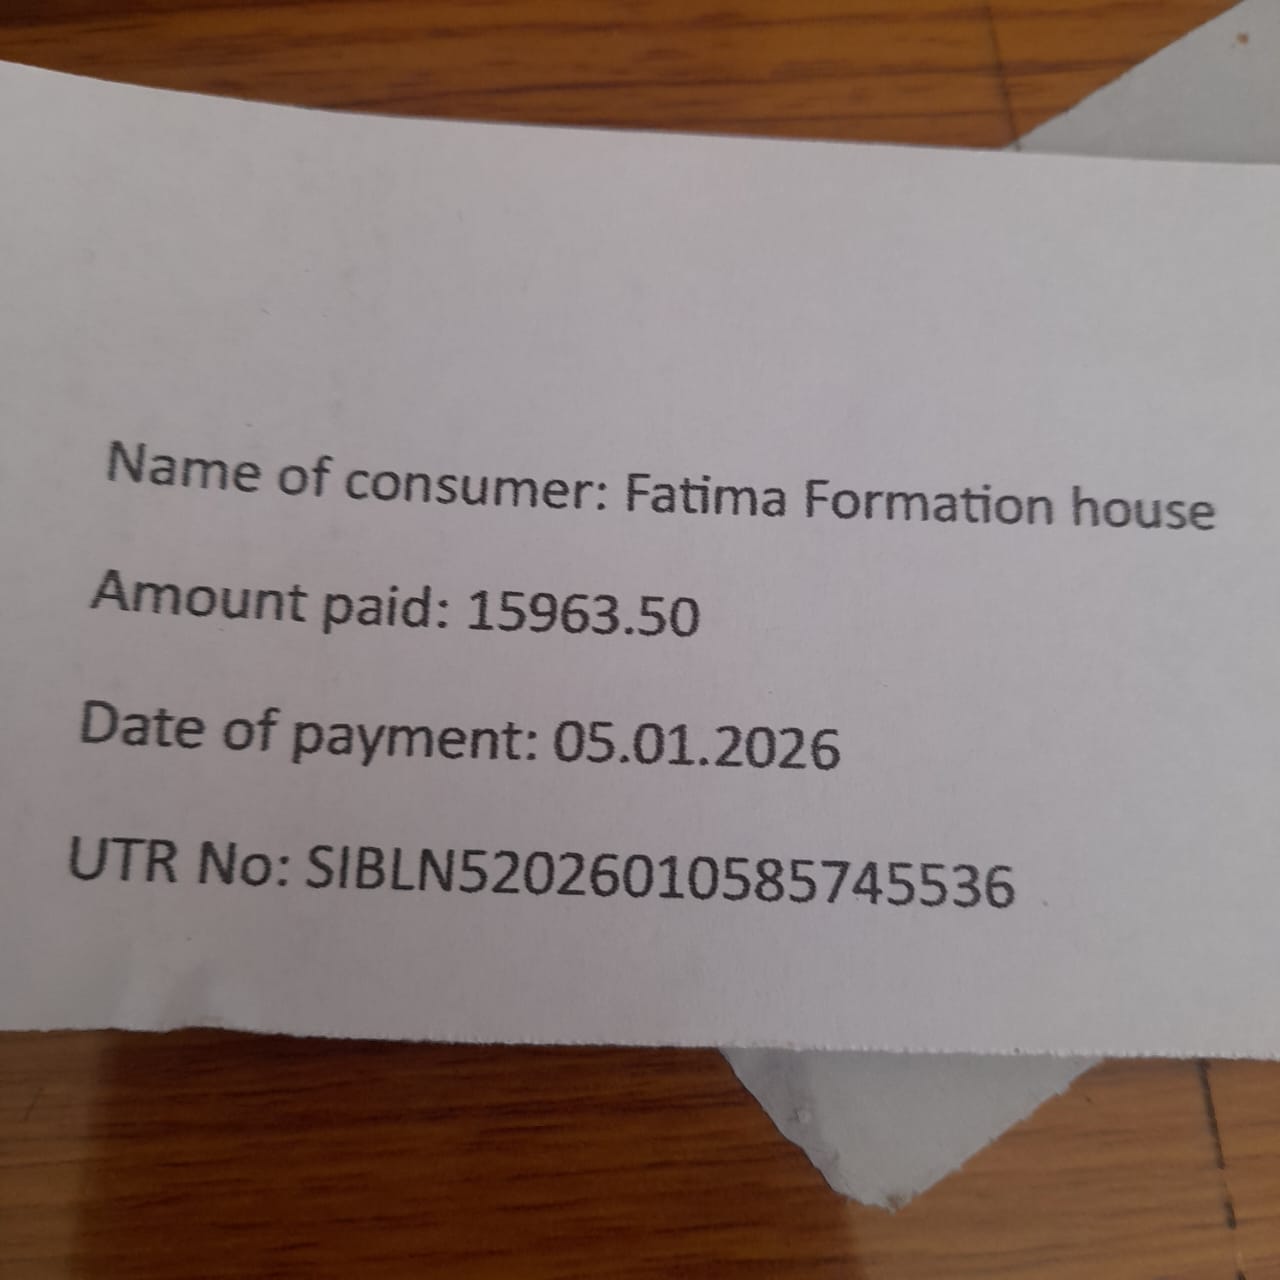 Name of consumer: Fatima Formation house
Amount paid: 15963.50
Date of payment: 05.01.2026
UTR No: SIBLN52026010585745536